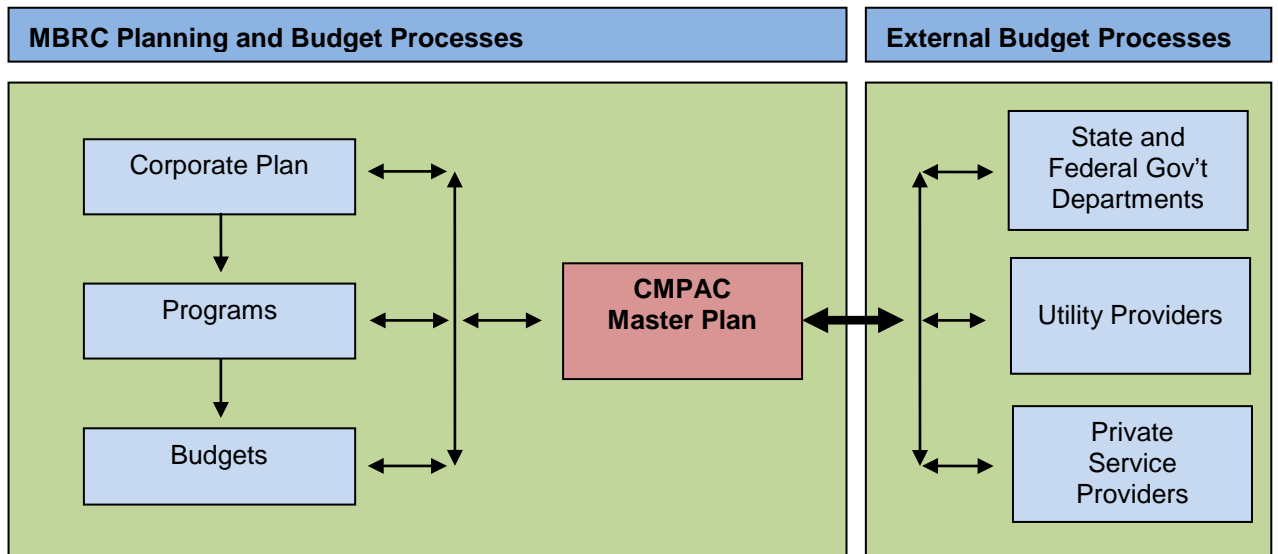 MBRC Planning and Budget Processes
External Budget Processes
Corporate Plan
Programs
Budgets
CMPAC
Master Plan
State and
Federal Gov't
Departments
Utility Providers
Private
Service
Providers